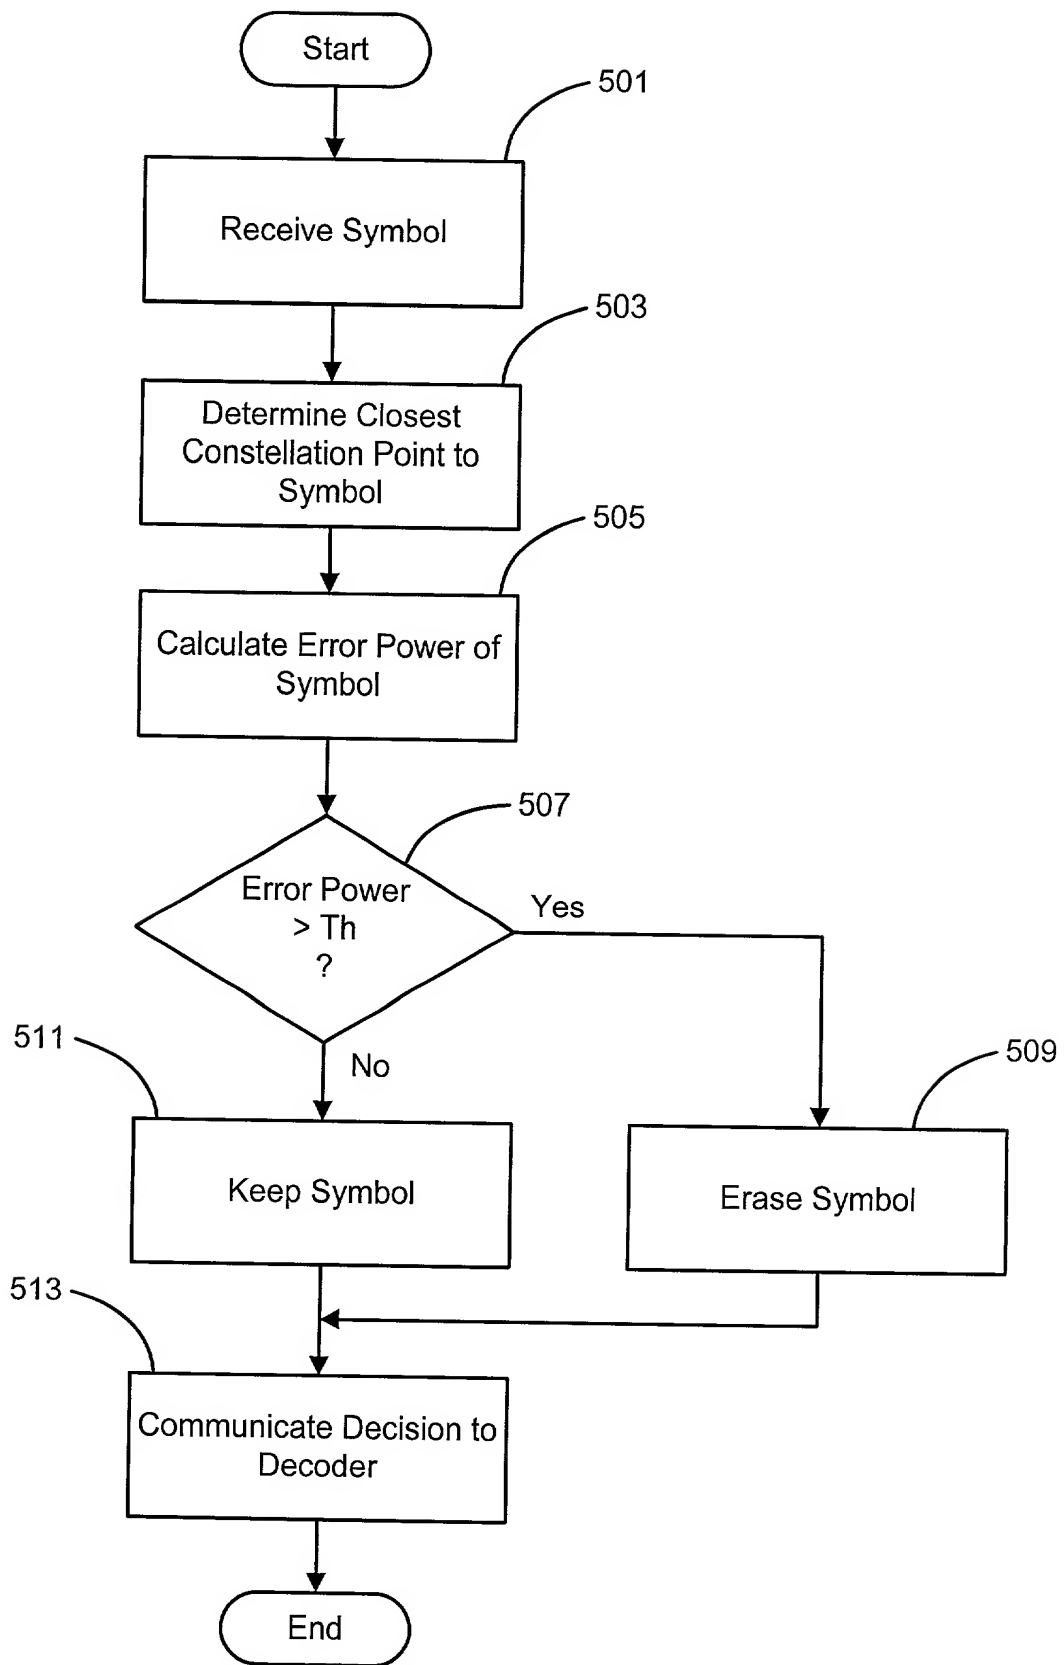 Start
501
Receive Symbol
503
Determine Closest
Constellation Point to
Symbol
505
Calculate Error Power of
Symbol
507
Error Power
> Th
?
Yes
No
511
509
Keep Symbol
Erase Symbol
513
Communicate Decision to
Decoder
End